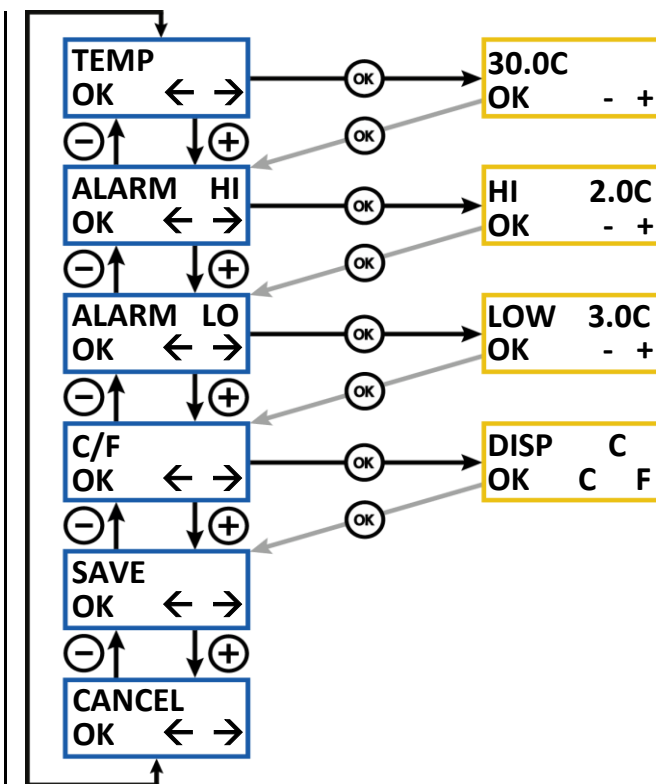 TEMP
OK ← →
OK
30.0C
OK - +
OK
− +
ALARM HI
OK ← →
OK
HI 2.0C
OK - +
OK
− +
ALARM LO
OK ← →
OK
LOW 3.0C
OK - +
OK
− +
C/F
OK ← →
OK
DISP C
OK C F
OK
− +
SAVE
OK ← →
− +
CANCEL
OK ← →